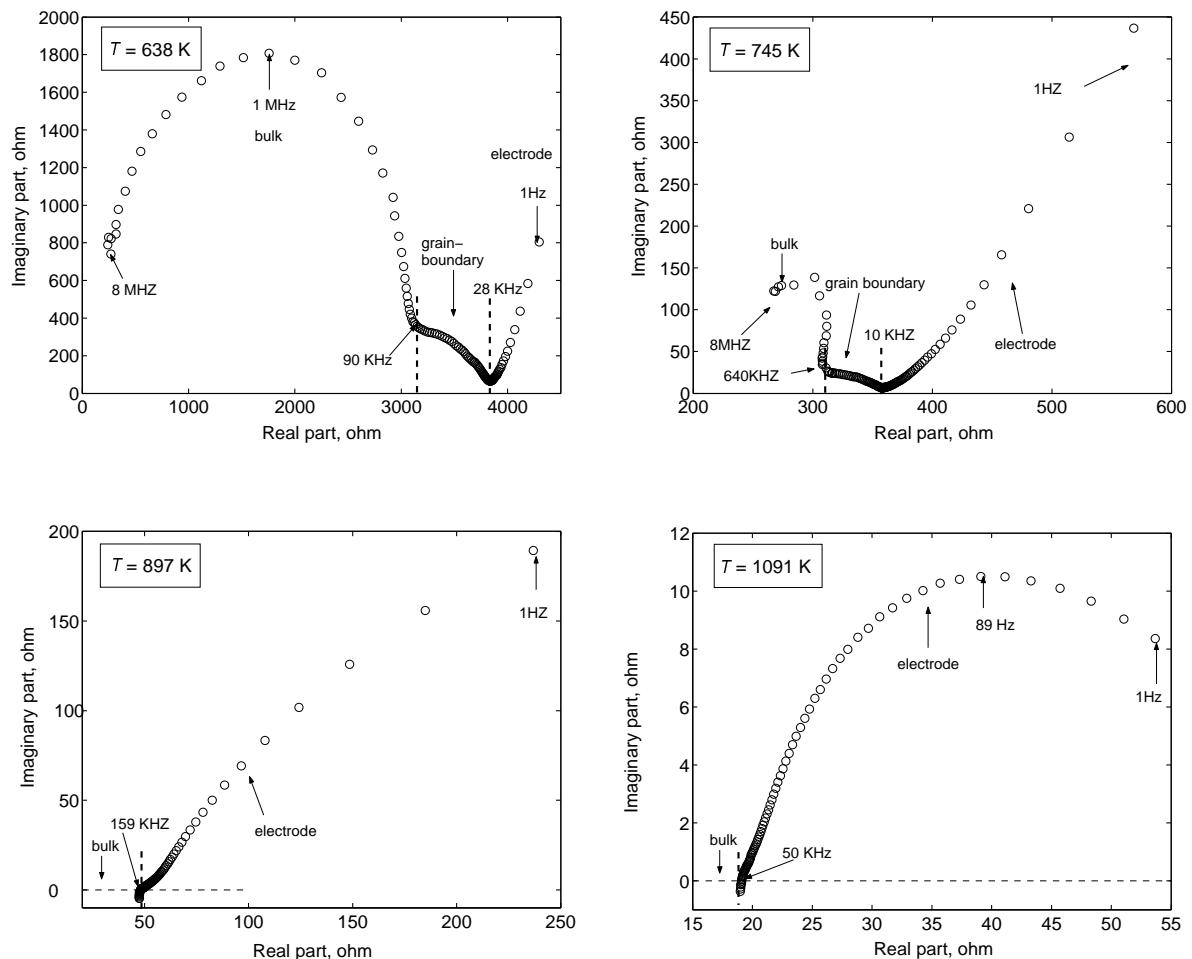 T = 638 K
2000
1800
1600
1400
1200
1000
800
600
400
200
0
Imaginary part, ohm
1 MHz
bulk
electrode
1Hz
grain–
boundary
8 MHZ
28 KHz
90 KHz
0
1000
2000
3000
4000
Real part, ohm
T = 745 K
450
400
350
300
250
200
150
100
50
0
Imaginary part, ohm
1HZ
bulk
grain boundary
8MHZ
10 KHZ
electrode
640KHZ
200
300
400
500
600
Real part, ohm
T = 897 K
200
150
100
50
0
Imaginary part, ohm
1HZ
159 KHZ
electrode
bulk
50
100
150
200
250
Real part, ohm
T = 1091 K
12
10
8
6
4
2
0
Imaginary part, ohm
89 Hz
electrode
1Hz
bulk
50 KHz
15
20
25
30
35
40
45
50
55
Real part, ohm